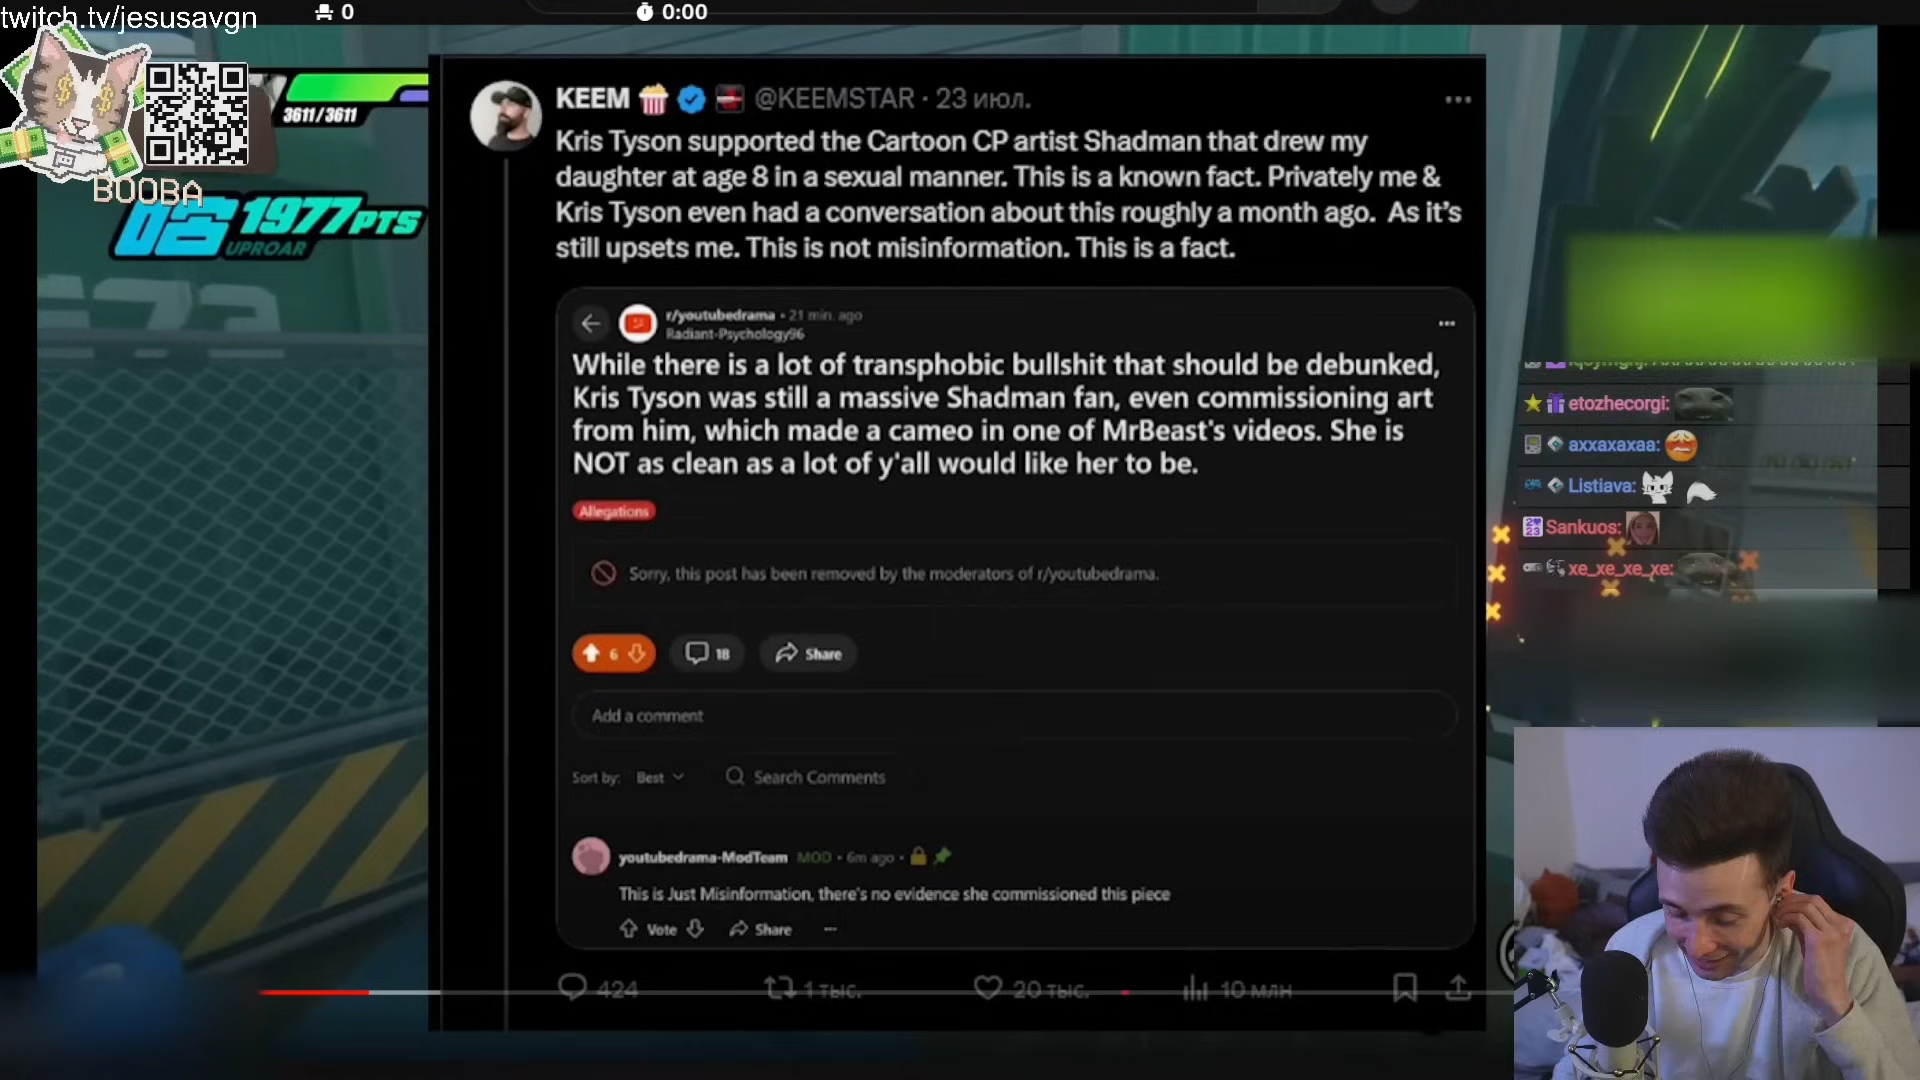 twitch.tv/jesusavgn
0
0:00
3611/3611
BOOBA
1977PTS
UPROAR
KEEM @KEEMSTAR · 23 июл.
Kris Tyson supported the Cartoon CP artist Shadman that drew my
daughter at age 8 in a sexual manner. This is a known fact. Privately me &
Kris Tyson even had a conversation about this roughly a month ago. As it’s
still upsets me. This is not misinformation. This is a fact.
r/youtubedrama • 21 min. ago
Radiant-Psychology96
While there is a lot of transphobic bullshit that should be debunked,
Kris Tyson was still a massive Shadman fan, even commissioning art
from him, which made a cameo in one of MrBeast's videos. She is
NOT as clean as a lot of y'all would like her to be.
Allegations
Sorry, this post has been removed by the moderators of r/youtubedrama.
6
18
Share
Add a comment
Sort by: Best
Search Comments
youtubedrama-ModTeam MOD • 6m ago •
This is Just Misinformation, there's no evidence she commissioned this piece
Vote
Share
424
1 тыс.
20 тыс.
10 млн
etozhecorgi:
axxaxaxaa:
Listiava:
Sankuos:
xe_xe_xe_xe: